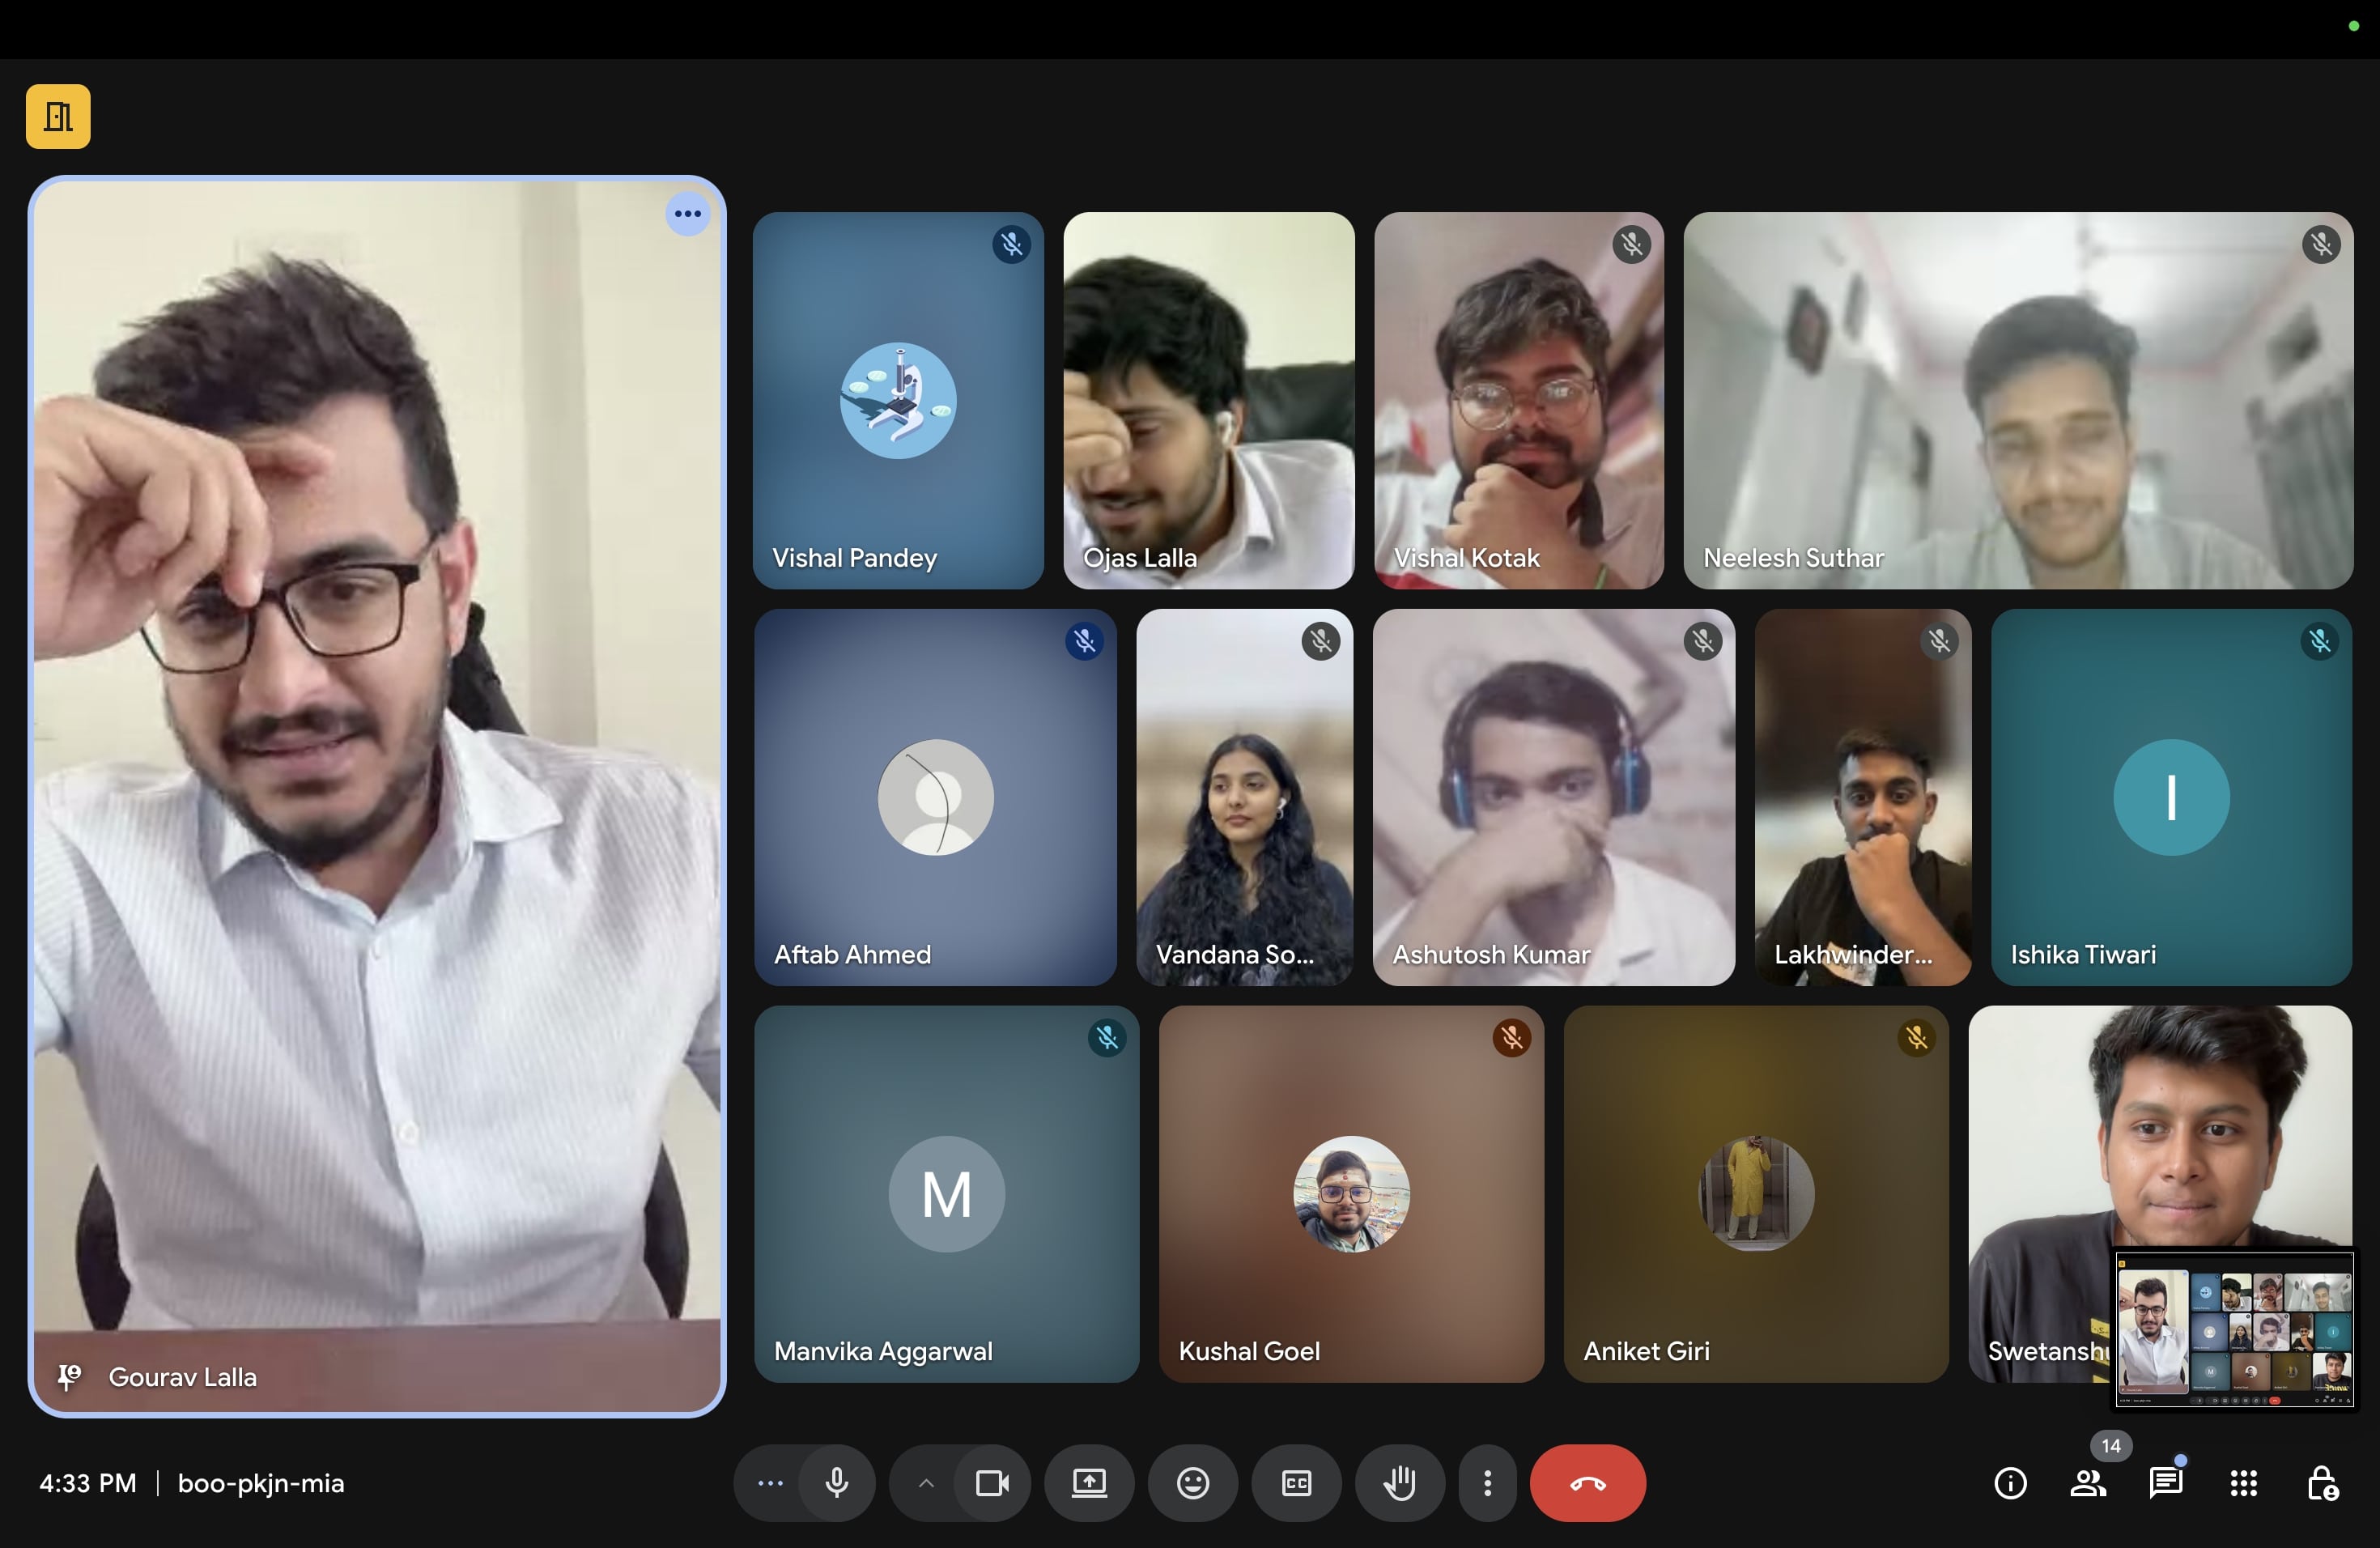 Vishal Pandey
Ojas Lalla
Vishal Kotak
Neelesh Suthar
Aftab Ahmed
Vandana So...
Ashutosh Kumar
Lakhwinder...
I
Ishika Tiwari
M
Manvika Aggarwal
Kushal Goel
Aniket Giri
Gourav Lalla
4:33 PM | boo-pkjn-mia
CC
14